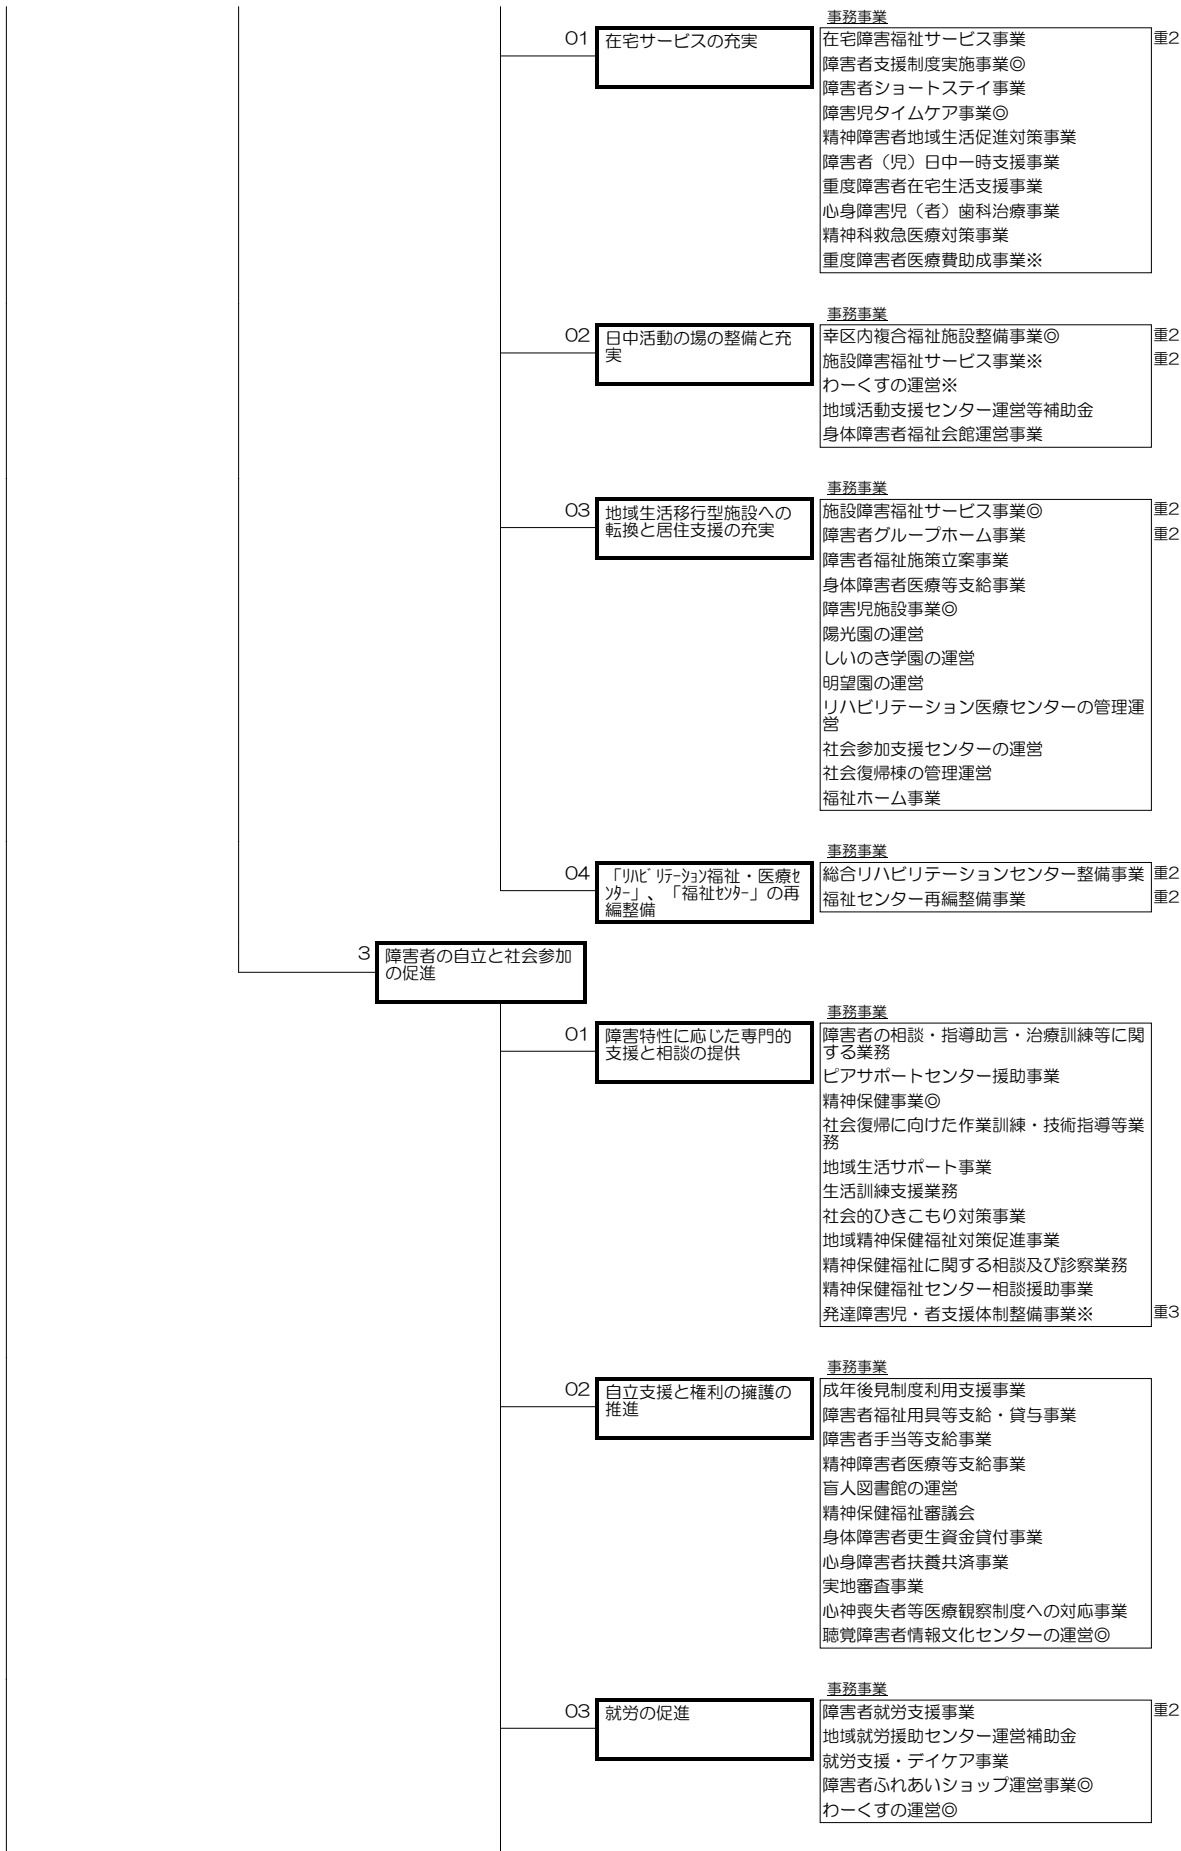 事務事業
01 在宅サービスの充実
在宅障害福祉サービス事業 重2
障害者支援制度実施事業◎
障害者ショートステイ事業
障害児タイムケア事業◎
精神障害者地域生活促進対策事業
障害者（児）日中一時支援事業
重度障害者在宅生活支援事業
心身障害児（者）歯科治療事業
精神科救急医療対策事業
重度障害者医療費助成事業※
事務事業
02 日中活動の場の整備と充
実
幸区内複合福祉施設整備事業◎ 重2
施設障害福祉サービス事業※ 重2
わーくすの運営※
地域活動支援センター運営等補助金
身体障害者福祉会館運営事業
事務事業
03 地域生活移行型施設への
転換と居住支援の充実
施設障害福祉サービス事業◎ 重2
障害者グループホーム事業 重2
障害者福祉施策立案事業
身体障害者医療等支給事業
障害児施設事業◎
陽光園の運営
しいのき学園の運営
明望園の運営
リハビリテーション医療センターの管理運
営
社会参加支援センターの運営
社会復帰棟の管理運営
福祉ホーム事業
事務事業
04 「ﾘﾊﾋﾞﾘﾃｰｼｮﾝ福祉・医療ｾ
ﾝﾀｰ」、「福祉ｾﾝﾀｰ」の再
編整備
総合リハビリテーションセンター整備事業 重2
福祉センター再編整備事業 重2
3 障害者の自立と社会参加
の促進
事務事業
01 障害特性に応じた専門的
支援と相談の提供
障害者の相談・指導助言・治療訓練等に関
する業務
ピアサポートセンター援助事業
精神保健事業◎
社会復帰に向けた作業訓練・技術指導等業
務
地域生活サポート事業
生活訓練支援業務
社会的ひきこもり対策事業
地域精神保健福祉対策促進事業
精神保健福祉に関する相談及び診察業務
精神保健福祉センター相談援助事業
発達障害児・者支援体制整備事業※ 重3
事務事業
02 自立支援と権利の擁護の
推進
成年後見制度利用支援事業
障害者福祉用具等支給・貸与事業
障害者手当等支給事業
精神障害者医療等支給事業
盲人図書館の運営
精神保健福祉審議会
身体障害者更生資金貸付事業
心身障害者扶養共済事業
実地審査事業
心神喪失者等医療観察制度への対応事業
聴覚障害者情報文化センターの運営◎
事務事業
03 就労の促進
障害者就労支援事業 重2
地域就労援助センター運営補助金
就労支援・デイケア事業
障害者ふれあいショップ運営事業◎
わーくすの運営◎